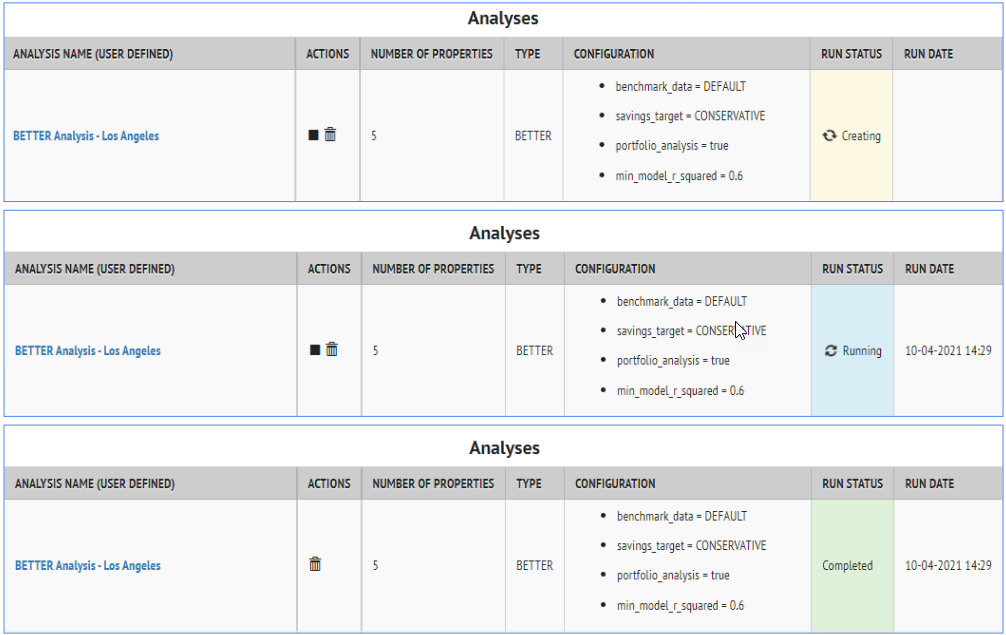 Analyses
ANALYSIS NAME (USER DEFINED) ACTIONS NUMBER OF PROPERTIES TYPE CONFIGURATION RUN STATUS RUN DATE
benchmark_data = DEFAULT
savings_target = CONSERVATIVE
BETTER Analysis - Los Angeles 5 BETTER Creating
portfolio_analysis = true
min_model_r_squared = 0.6
Analyses
ANALYSIS NAME (USER DEFINED) ACTIONS NUMBER OF PROPERTIES TYPE CONFIGURATION RUN STATUS RUN DATE
benchmark_data = DEFAULT
savings_target = CONSERVATIVE
BETTER Analysis - Los Angeles 5 BETTER Running 10-04-2021 14:29
portfolio_analysis = true
min_model_r_squared = 0.6
Analyses
ANALYSIS NAME (USER DEFINED) ACTIONS NUMBER OF PROPERTIES TYPE CONFIGURATION RUN STATUS RUN DATE
benchmark_data = DEFAULT
savings_target = CONSERVATIVE
BETTER Analysis - Los Angeles 5 BETTER Completed 10-04-2021 14:29
portfolio_analysis = true
min_model_r_squared = 0.6